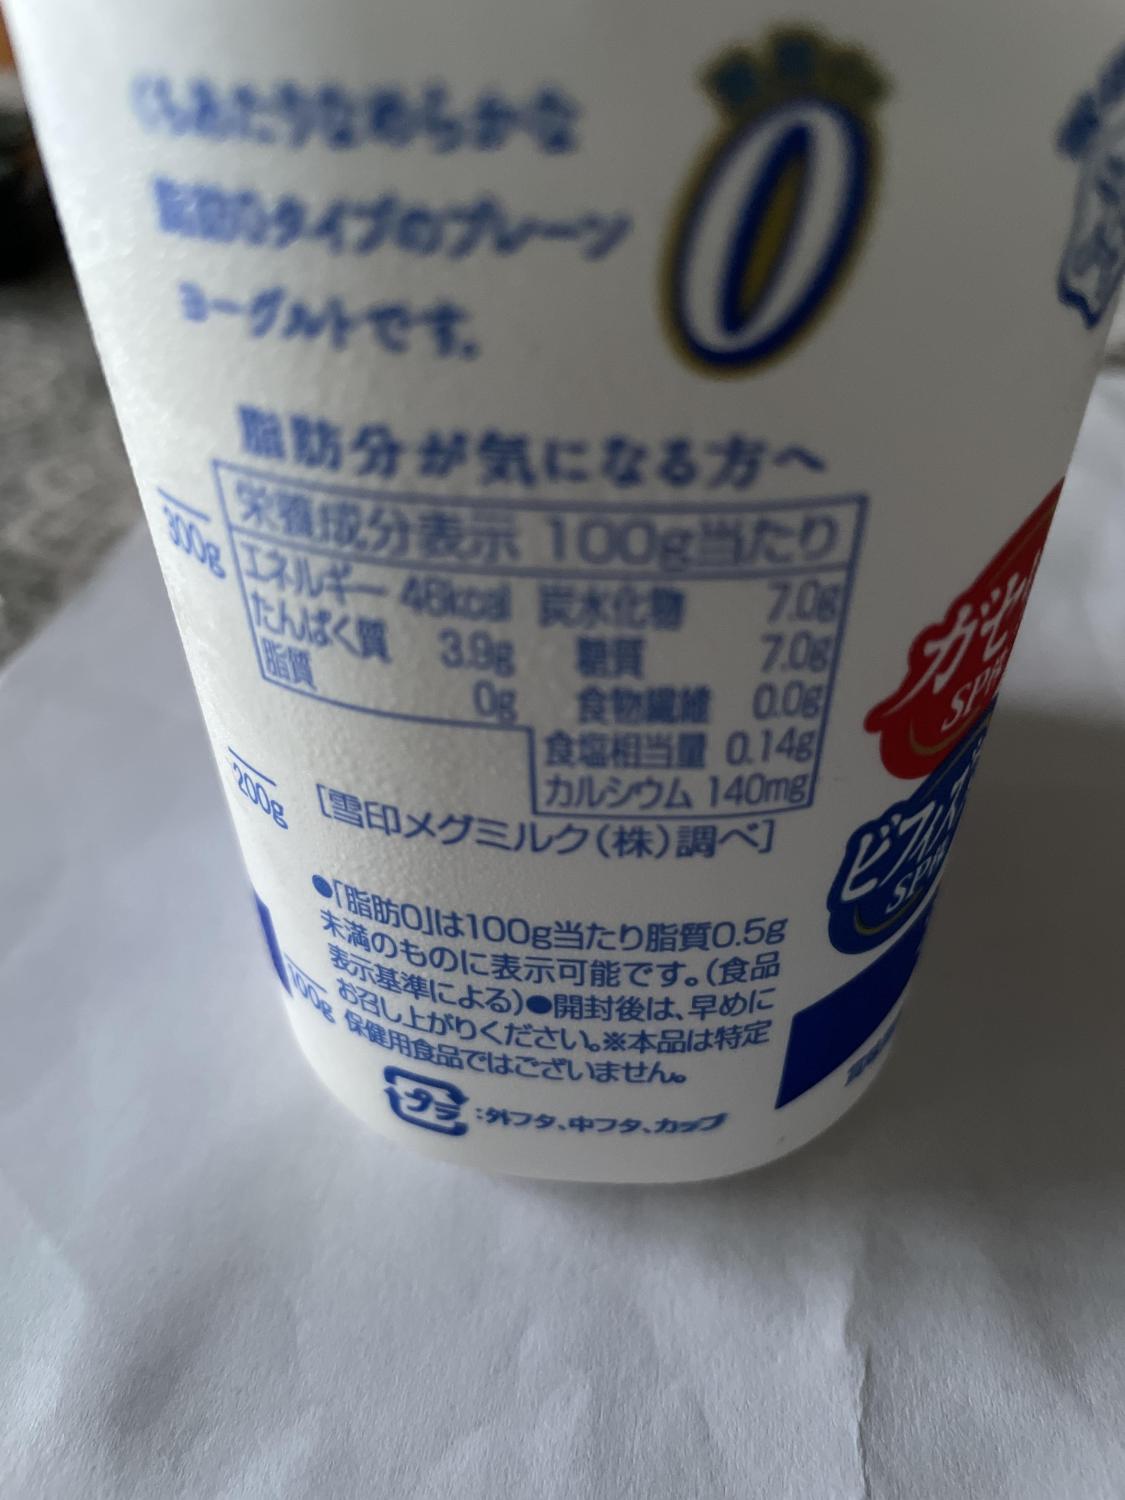 くちあたりなめらかな
脂肪0タイプのプレーン
ヨーグルトです。
0
脂肪分が気になる方へ
栄養成分表示 100g当たり
エネルギー 46kcal 炭水化物 7.0g
たんぱく質 3.9g 糖質 7.0g
脂質 0g 食物繊維 0.0g
食塩相当量 0.14g
カルシウム 140mg
[雪印メグミルク(株)調べ]
300g
200g
100g
●「脂肪0」は100g当たり脂質0.5g
未満のものに表示可能です。(食品
表示基準による)●開封後は、早めに
お召し上がりください。※本品は特定
保健用食品ではございません。
プラ :外フタ、中フタ、カップ
ガセ
SP
ビフィズ
SP